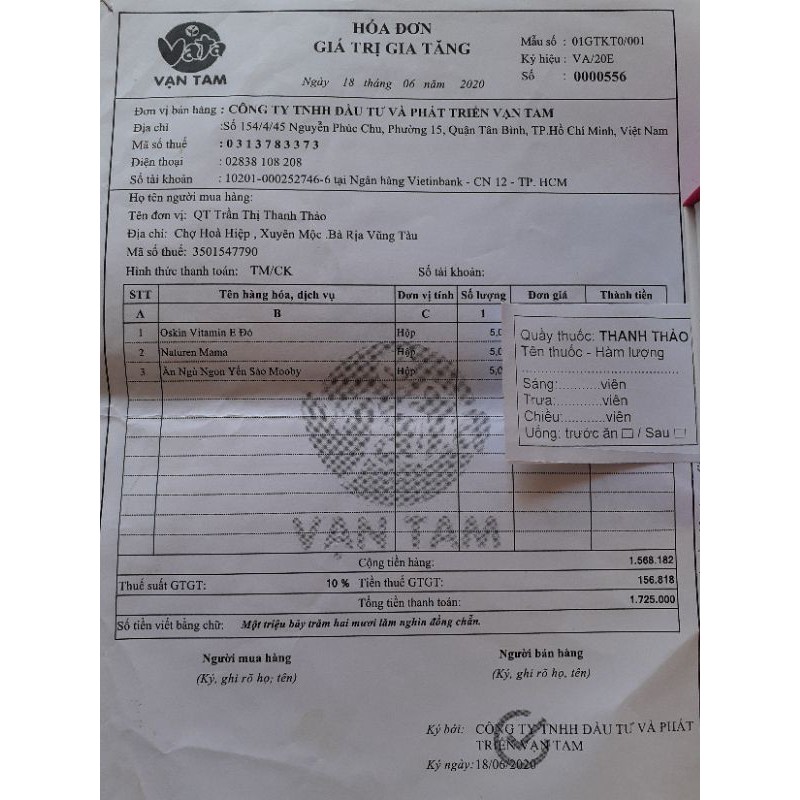 VaTa
VẠN TAM
HÓA ĐƠN
GIÁ TRỊ GIA TĂNG
Ngày 18 tháng 06 năm 2020
Mẫu số : 01GTKT0/001
Ký hiệu : VA/20E
Số : 0000556
Đơn vị bán hàng : CÔNG TY TNHH ĐẦU TƯ VÀ PHÁT TRIỂN VẠN TAM
Địa chỉ :Số 154/4/45 Nguyễn Phúc Chu, Phường 15, Quận Tân Bình, TP.Hồ Chí Minh, Việt Nam
Mã số thuế : 0313783373
Điện thoại : 02838 108 208
Số tài khoản : 10201-000252746-6 tại Ngân hàng Vietinbank - CN 12 - TP. HCM
Họ tên người mua hàng:
Tên đơn vị: QT Trần Thị Thanh Thảo
Địa chỉ: Chợ Hoà Hiệp , Xuyên Mộc .Bà Rịa Vũng Tàu
Mã số thuế: 3501547790
Hình thức thanh toán: TM/CK Số tài khoản:
STT Tên hàng hóa, dịch vụ Đơn vị tính Số lượng Đơn giá Thành tiền
A B C 1
1 Oskin Vitamin E Đỏ Hộp 5,0
2 Naturen Mama Hộp 5,0
3 Ăn Ngủ Ngon Yến Sào Mooby Hộp 5,0
Quầy thuốc: THANH THẢO
Tên thuốc - Hàm lượng
Sáng:...........viên
Trưa:...........viên
Chiều:...........viên
Uống: trước ăn □ / Sau □
VẠN TAM
Cộng tiền hàng: 1.568.182
Thuế suất GTGT: 10 % Tiền thuế GTGT: 156.818
Tổng tiền thanh toán: 1.725.000
Số tiền viết bằng chữ: Một triệu bảy trăm hai mươi lăm nghìn đồng chẵn.
Người mua hàng Người bán hàng
(Ký, ghi rõ họ, tên) (Ký, ghi rõ họ, tên)
Ký bởi: CÔNG TY TNHH ĐẦU TƯ VÀ PHÁT
TRIỂN VẠN TAM
Ký ngày: 18/06/2020